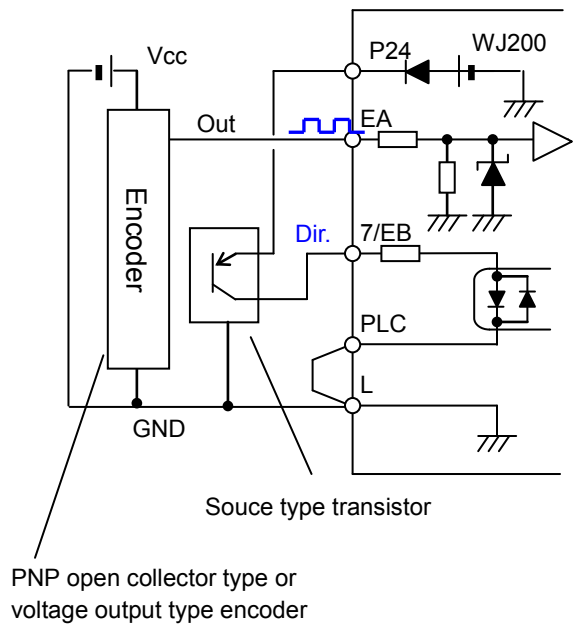 Vcc
P24
WJ200
Out
EA
Encoder
Dir.
7/EB
PLC
L
GND
Souce type transistor
PNP open collector type or
voltage output type encoder